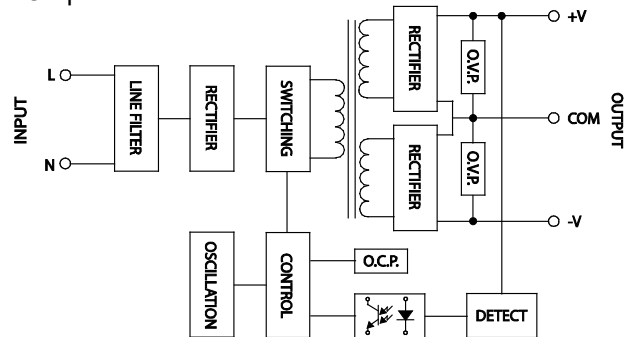 INPUT
L
N
LINE FILTER
RECTIFIER
SWITCHING
RECTIFIER
RECTIFIER
O.V.P.
O.V.P.
+V
COM
-V
OUTPUT
OSCILLATION
CONTROL
O.C.P.
DETECT